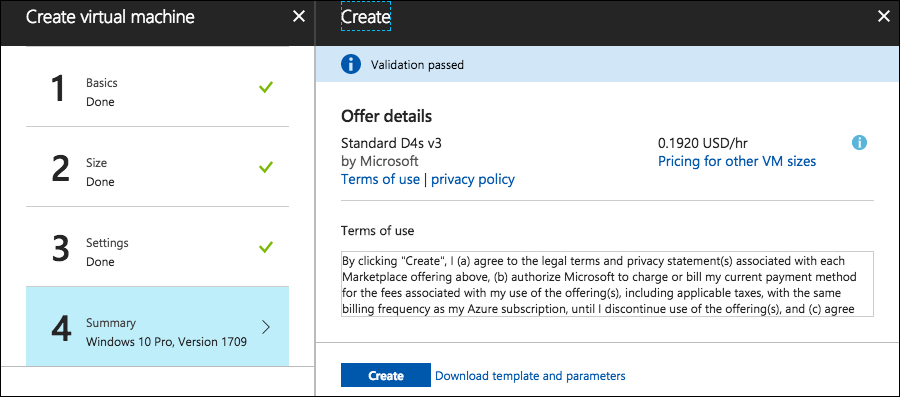 Create virtual machine
1
Basics
Done
2
Size
Done
3
Settings
Done
4
Summary
Windows 10 Pro, Version 1709
Create
Validation passed
Offer details
Standard D4s v3
0.1920 USD/hr
by Microsoft
Pricing for other VM sizes
Terms of use | privacy policy
Terms of use
By clicking "Create", I (a) agree to the legal terms and privacy statement(s) associated with each
Marketplace offering above, (b) authorize Microsoft to charge or bill my current payment method
for the fees associated with my use of the offering(s), including applicable taxes, with the same
billing frequency as my Azure subscription, until I discontinue use of the offering(s), and (c) agree
Create
Download template and parameters